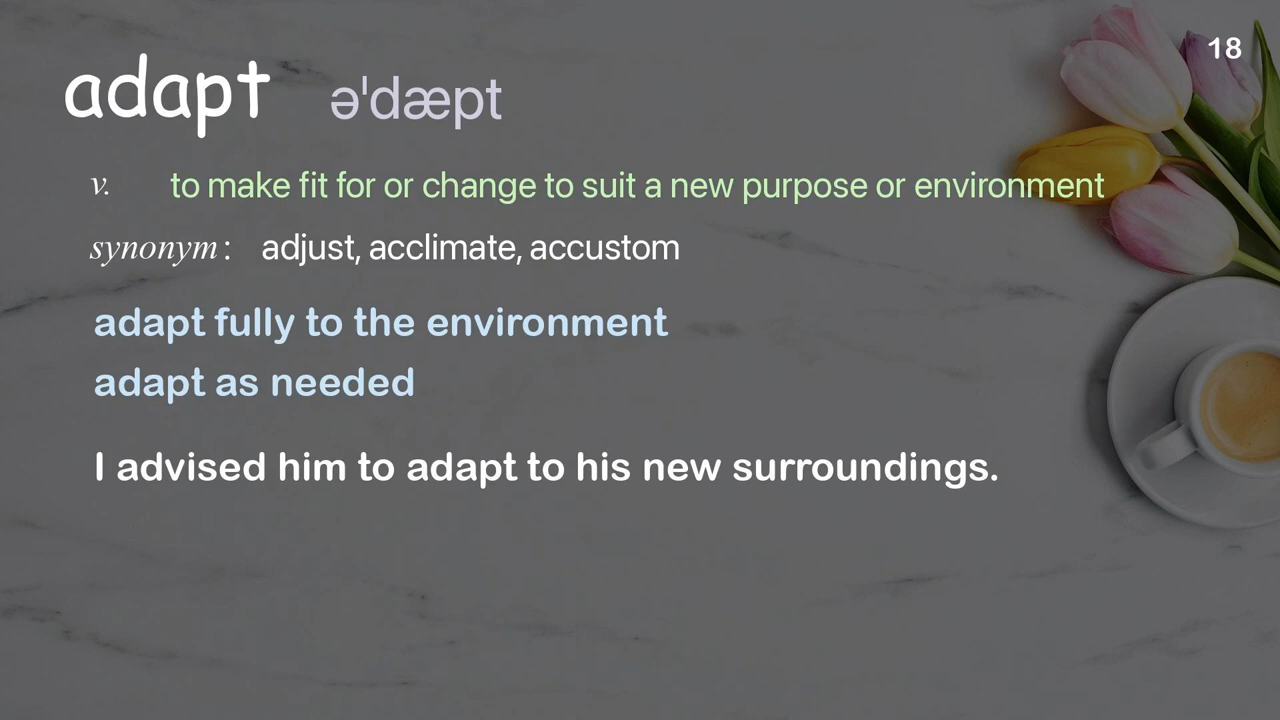 18
adapt ə'dæpt
v. to make fit for or change to suit a new purpose or environment
synonym: adjust, acclimate, accustom
adapt fully to the environment
adapt as needed
I advised him to adapt to his new surroundings.